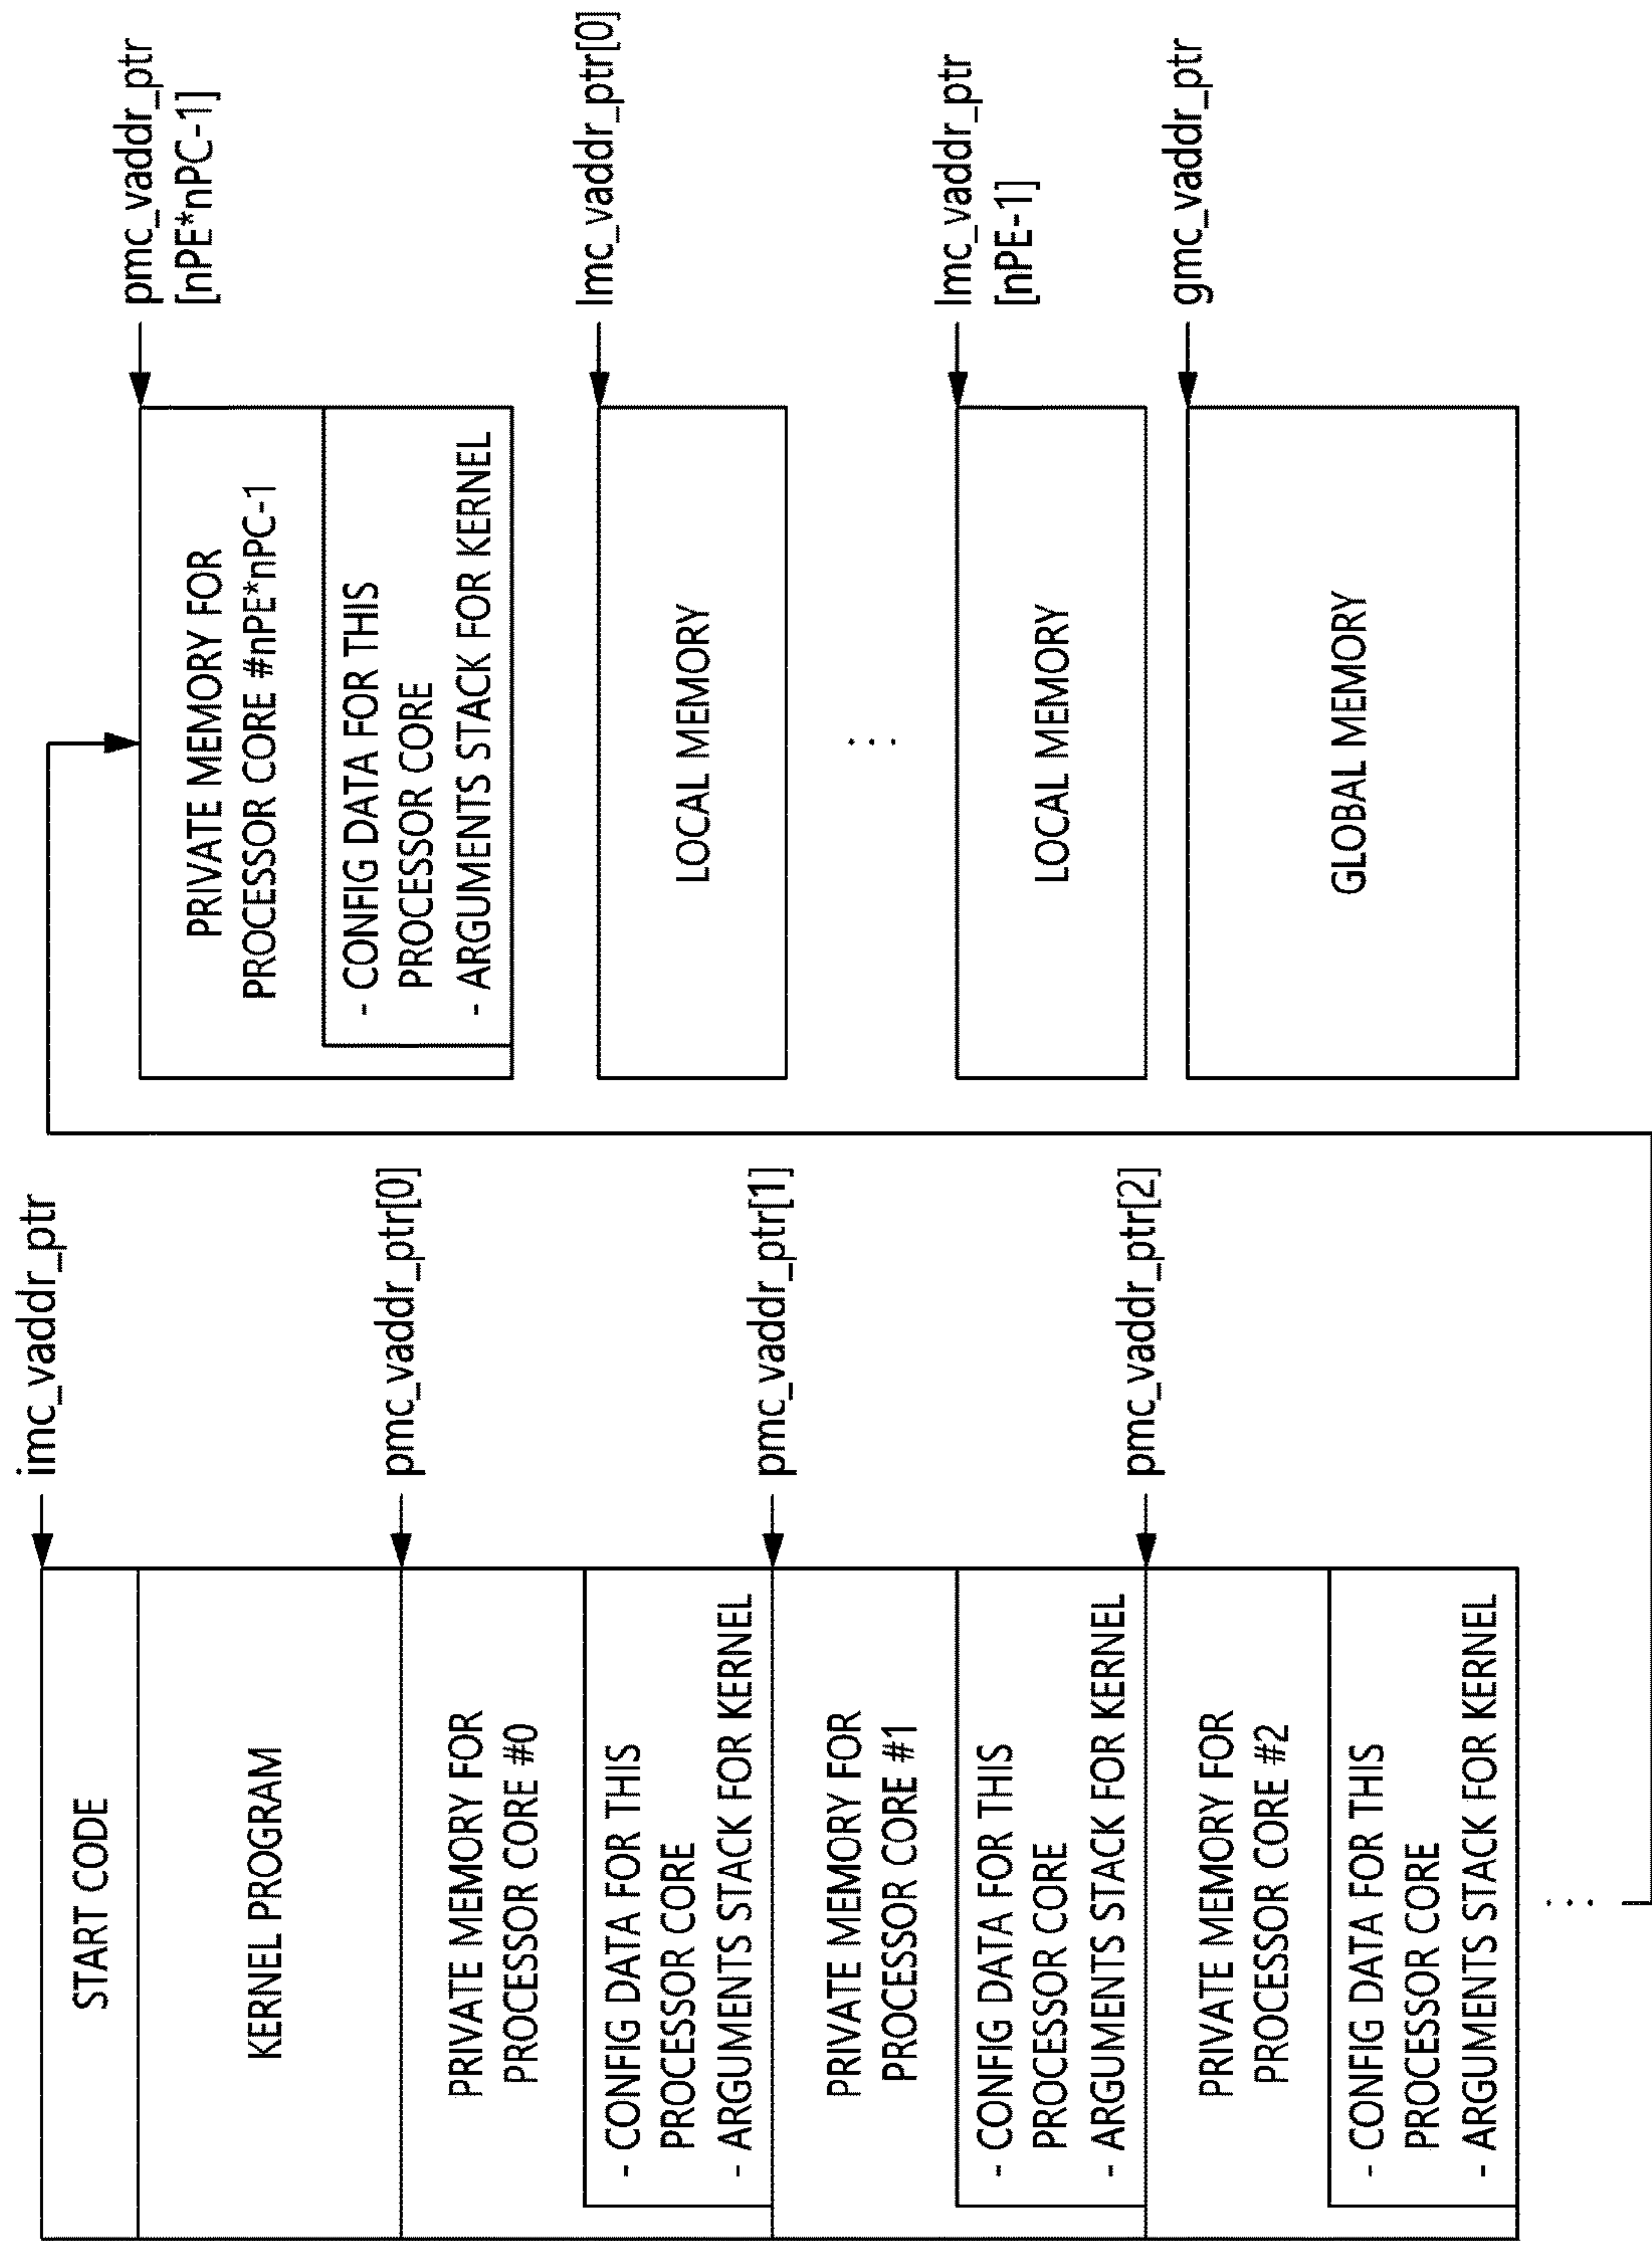 imc_vaddr_ptr
START CODE
KERNEL PROGRAM
pmc_vaddr_ptr[0]
PRIVATE MEMORY FOR
PROCESSOR CORE #0
- CONFIG DATA FOR THIS
PROCESSOR CORE
- ARGUMENTS STACK FOR KERNEL
pmc_vaddr_ptr[1]
PRIVATE MEMORY FOR
PROCESSOR CORE #1
- CONFIG DATA FOR THIS
PROCESSOR CORE
- ARGUMENTS STACK FOR KERNEL
pmc_vaddr_ptr[2]
PRIVATE MEMORY FOR
PROCESSOR CORE #2
- CONFIG DATA FOR THIS
PROCESSOR CORE
- ARGUMENTS STACK FOR KERNEL
...
pmc_vaddr_ptr
[nPE*nPC-1]
PRIVATE MEMORY FOR
PROCESSOR CORE #nPE*nPC-1
- CONFIG DATA FOR THIS
PROCESSOR CORE
- ARGUMENTS STACK FOR KERNEL
lmc_vaddr_ptr[0]
LOCAL MEMORY
...
lmc_vaddr_ptr
[nPE-1]
LOCAL MEMORY
gmc_vaddr_ptr
GLOBAL MEMORY